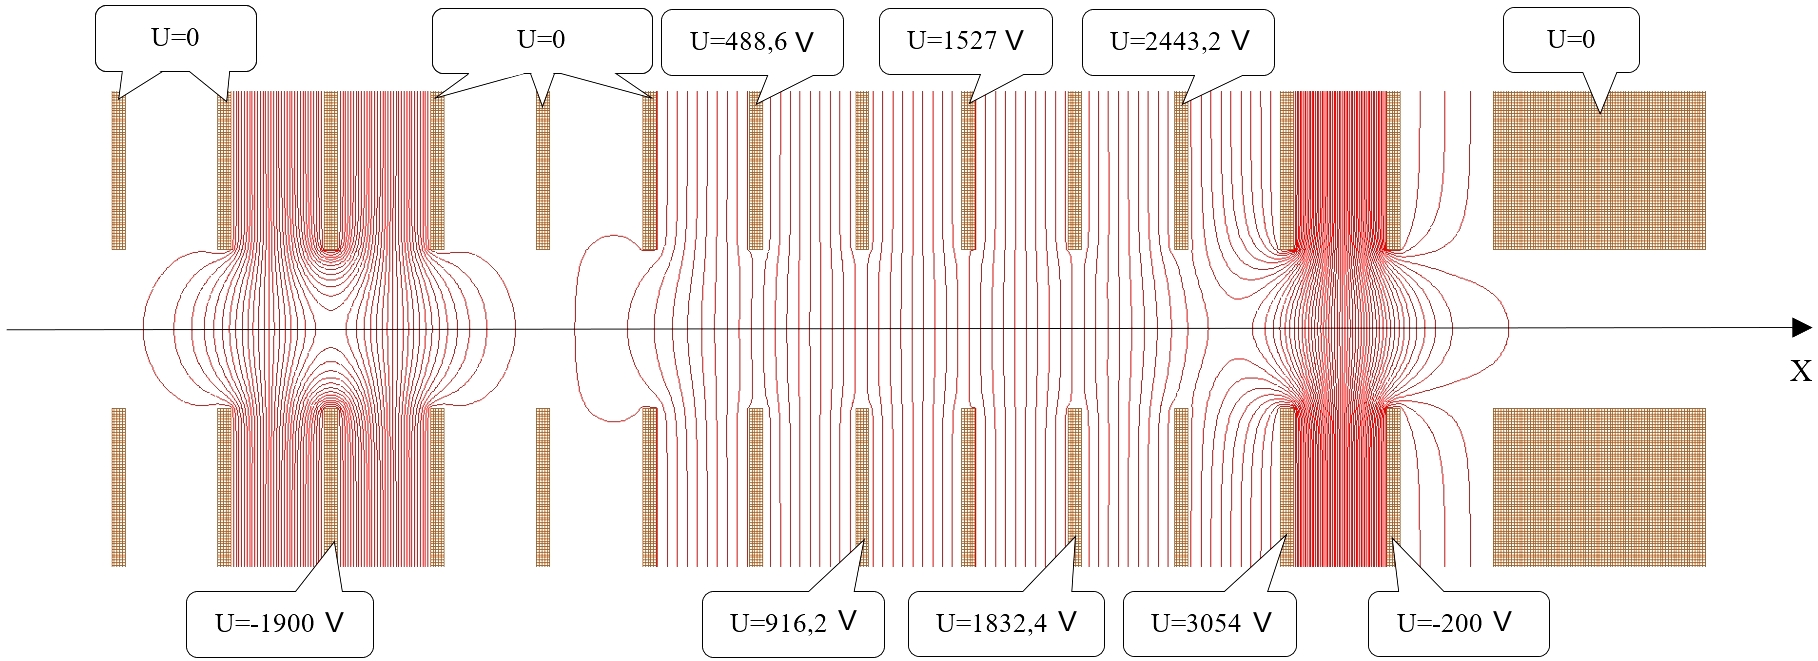 U=0
U=0
U=488,6 V
U=1527 V
U=2443,2 V
U=0
X
U=-1900 V
U=916,2 V
U=1832,4 V
U=3054 V
U=-200 V